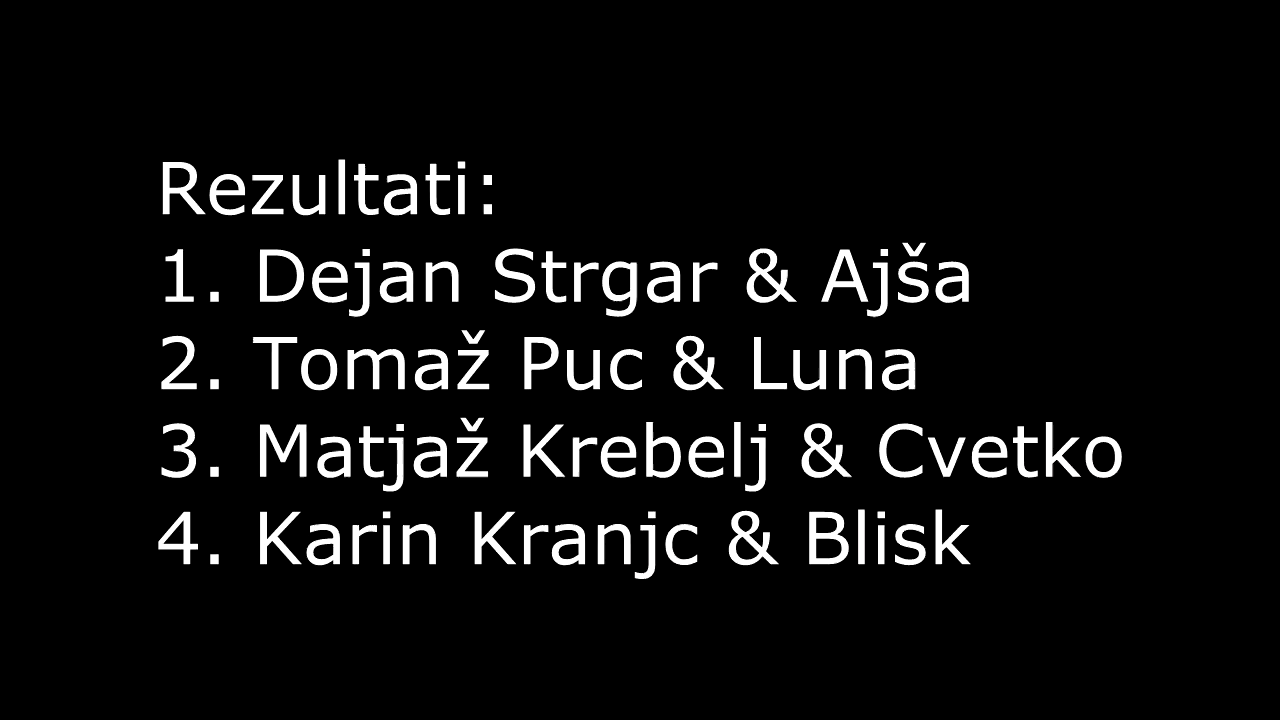 Rezultati:
1. Dejan Strgar & Ajša
2. Tomaž Puc & Luna
3. Matjaž Krebelj & Cvetko
4. Karin Kranjc & Blisk